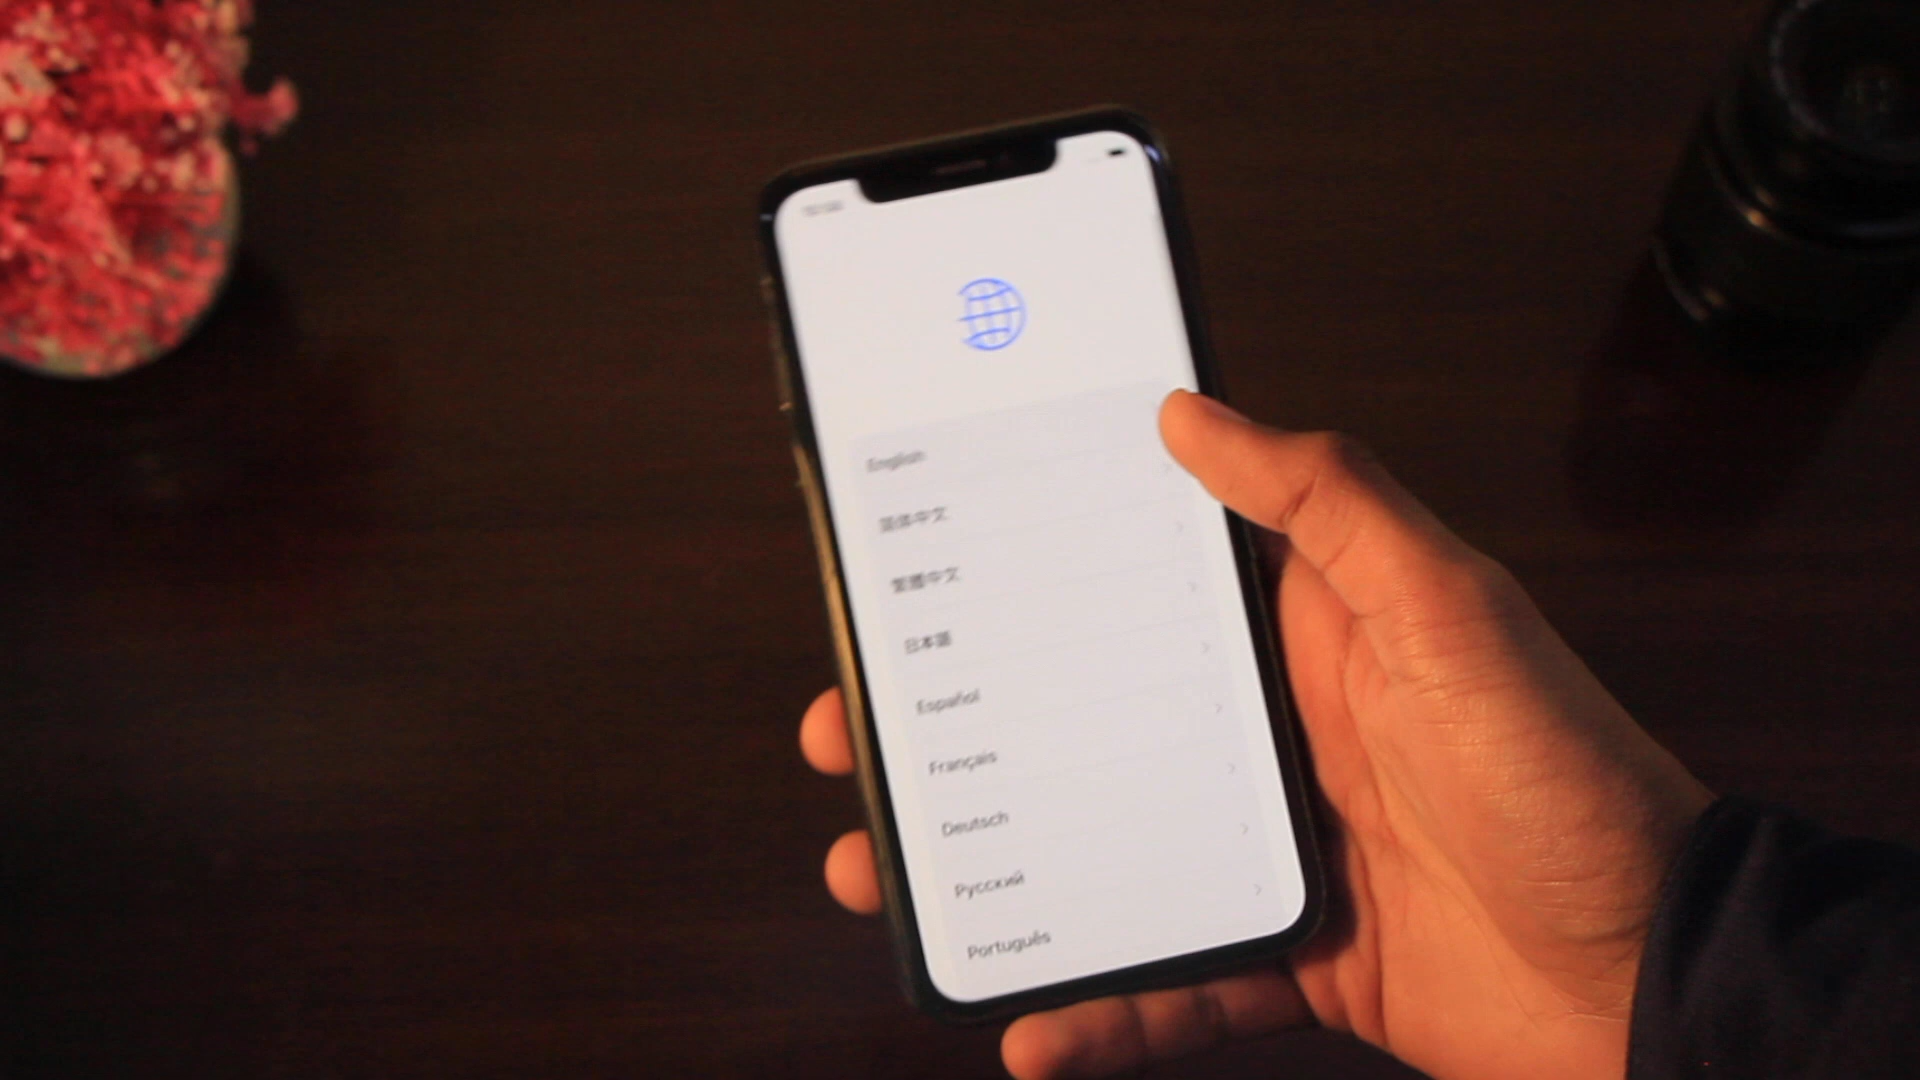 English
简体中文
繁體中文
日本語
Español
Français
Deutsch
Русский
Português